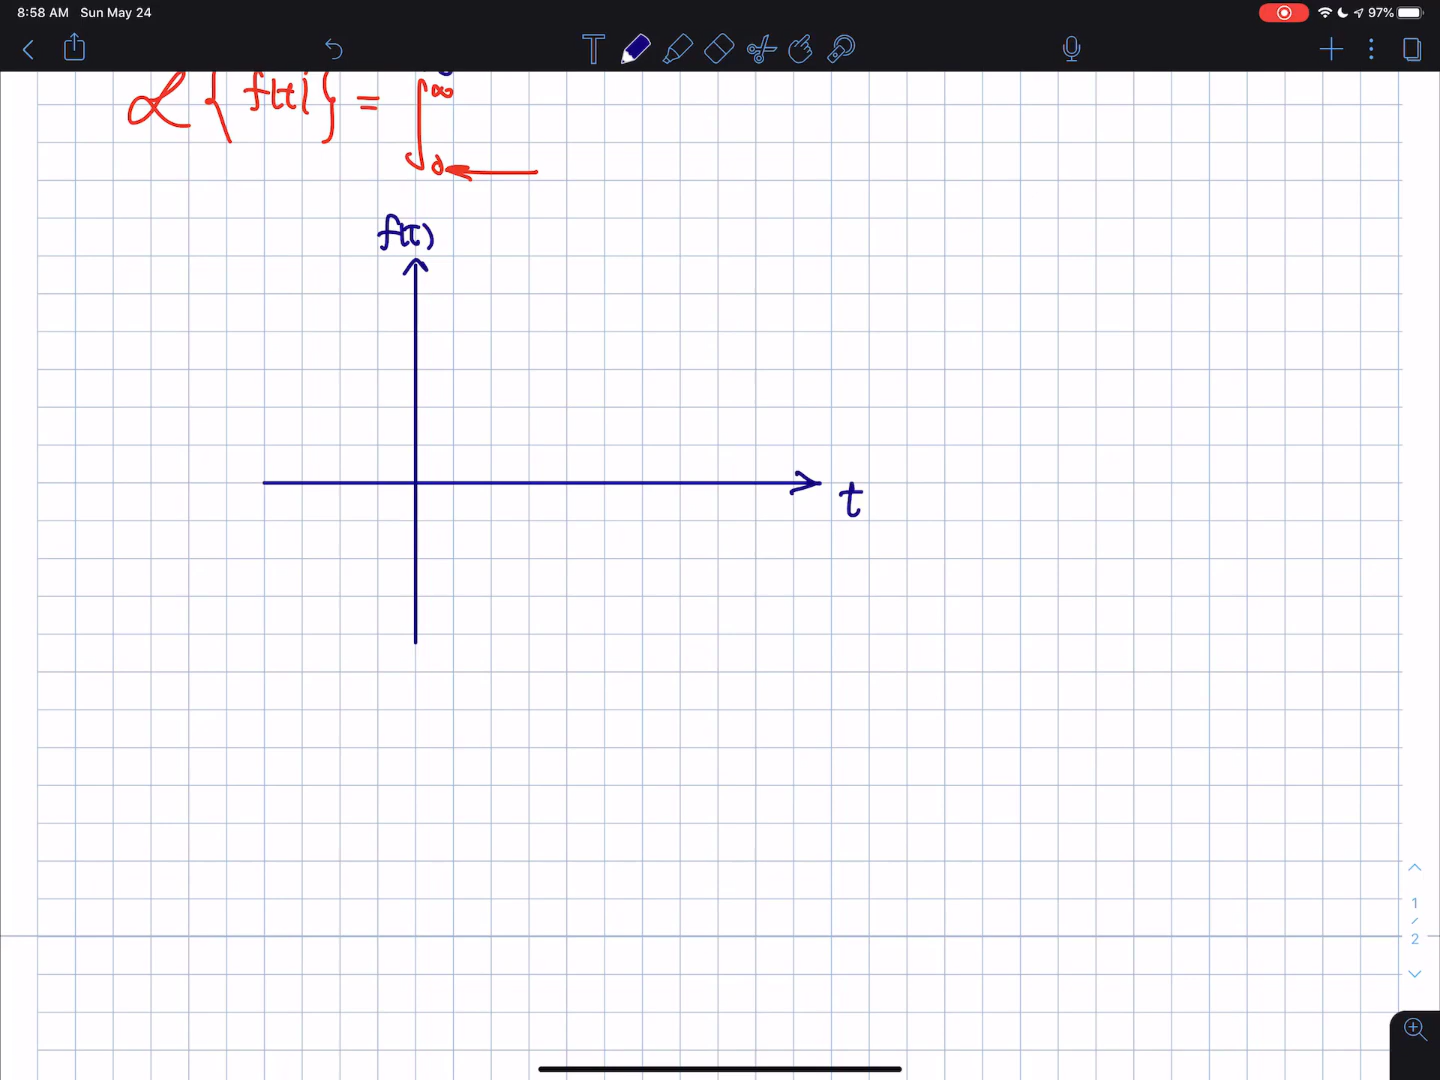 8:58 AM Sun May 24
97%
T
ℒ{f(t)} = ∫₀^∞
f(t)
t
1
/
2